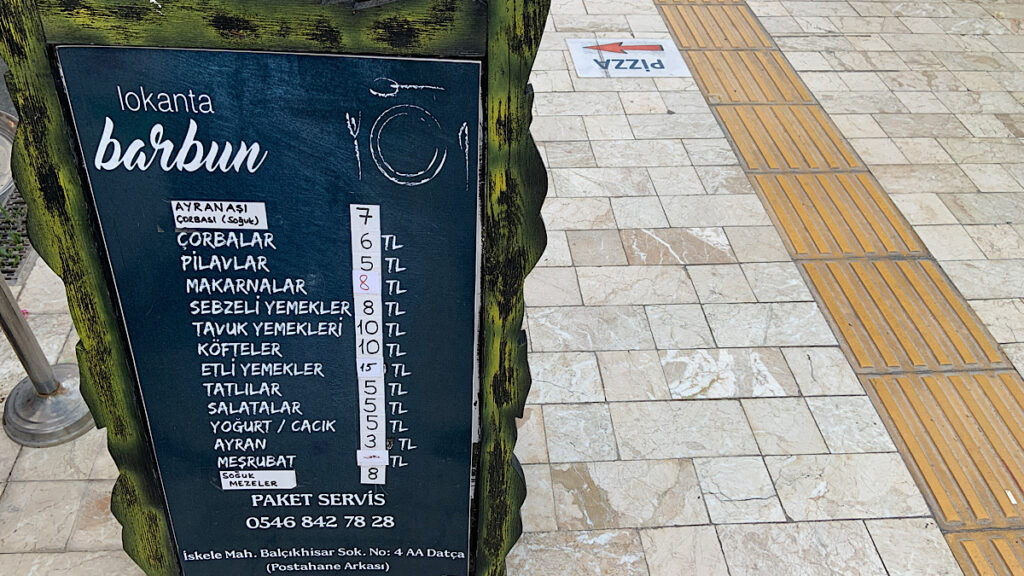 lokanta
barbun
AYRANAŞI
ÇORBASI (Soğuk) 7
ÇORBALAR 6 TL
PİLAVLAR 5 TL
MAKARNALAR 8 TL
SEBZELİ YEMEKLER 8 TL
TAVUK YEMEKLERİ 10 TL
KÖFTELER 10 TL
ETLİ YEMEKLER 15 TL
TATLILAR 5 TL
SALATALAR 5 TL
YOĞURT / CACIK 5 TL
AYRAN 3 TL
MEŞRUBAT TL
SOĞUK
MEZELER 8
PAKET SERVİS
0546 842 78 28
İskele Mah. Balçıkhisar Sok. No: 4 AA Datça
(Postahane Arkası)
PİZZA